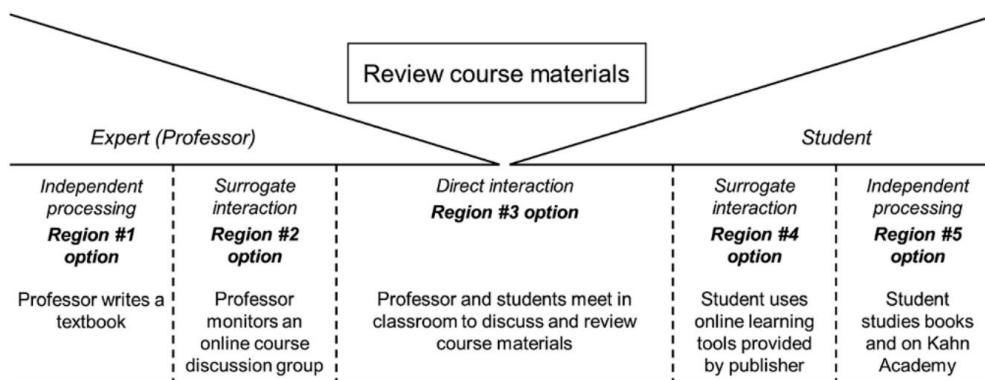 Review course materials
Expert (Professor)
Student
Independent
processing
Region #1
option
Professor writes a
textbook
Surrogate
interaction
Region #2
option
Professor
monitors an
online course
discussion group
Direct interaction
Region #3 option
Professor and students meet in
classroom to discuss and review
course materials
Surrogate
interaction
Region #4
option
Student uses
online learning
tools provided
by publisher
Independent
processing
Region #5
option
Student
studies books
and on Kahn
Academy